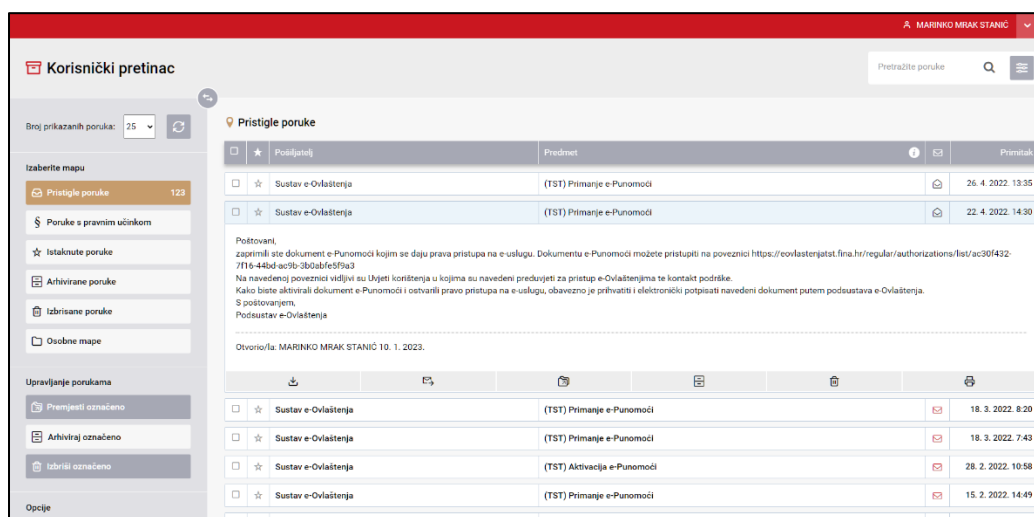 MARINKO MRAK STANIĆ
Korisnički pretinac
Pretražite poruke
Broj prikazanih poruka: 25
Izaberite mapu
Pristigle poruke 123
§ Poruke s pravnim učinkom
Istaknute poruke
Arhivirane poruke
Izbrisane poruke
Osobne mape
Upravljanje porukama
Premjesti označeno
Arhiviraj označeno
Izbriši označeno
Opcije
Pristigle poruke
Pošiljatelj Predmet Primitak
Sustav e-Ovlaštenja (TST) Primanje e-Punomoći 26. 4. 2022. 13:35
Sustav e-Ovlaštenja (TST) Primanje e-Punomoći 22. 4. 2022. 14:30
Poštovani,
zaprimili ste dokument e-Punomoći kojim se daju prava pristupa na e-uslugu. Dokumentu e-Punomoći možete pristupiti na poveznici https://eovlastenjatst.fina.hr/regular/authorizations/list/ac30f432-
7f16-44bd-ac9b-3b0abfe5f9a3
Na navedenoj poveznici vidljivi su Uvjeti korištenja u kojima su navedeni preduvjeti za pristup e-Ovlaštenjima te kontakt podrške.
Kako biste aktivirali dokument e-Punomoći i ostvarili pravo pristupa na e-uslugu, obavezno je prihvatiti i elektronički potpisati navedeni dokument putem podsustava e-Ovlaštenja.
S poštovanjem,
Podsustav e-Ovlaštenja
Otvorio/la: MARINKO MRAK STANIĆ 10. 1. 2023.
Sustav e-Ovlaštenja (TST) Primanje e-Punomoći 18. 3. 2022. 8:20
Sustav e-Ovlaštenja (TST) Primanje e-Punomoći 18. 3. 2022. 7:43
Sustav e-Ovlaštenja (TST) Aktivacija e-Punomoći 28. 2. 2022. 10:58
Sustav e-Ovlaštenja (TST) Primanje e-Punomoći 15. 2. 2022. 14:49